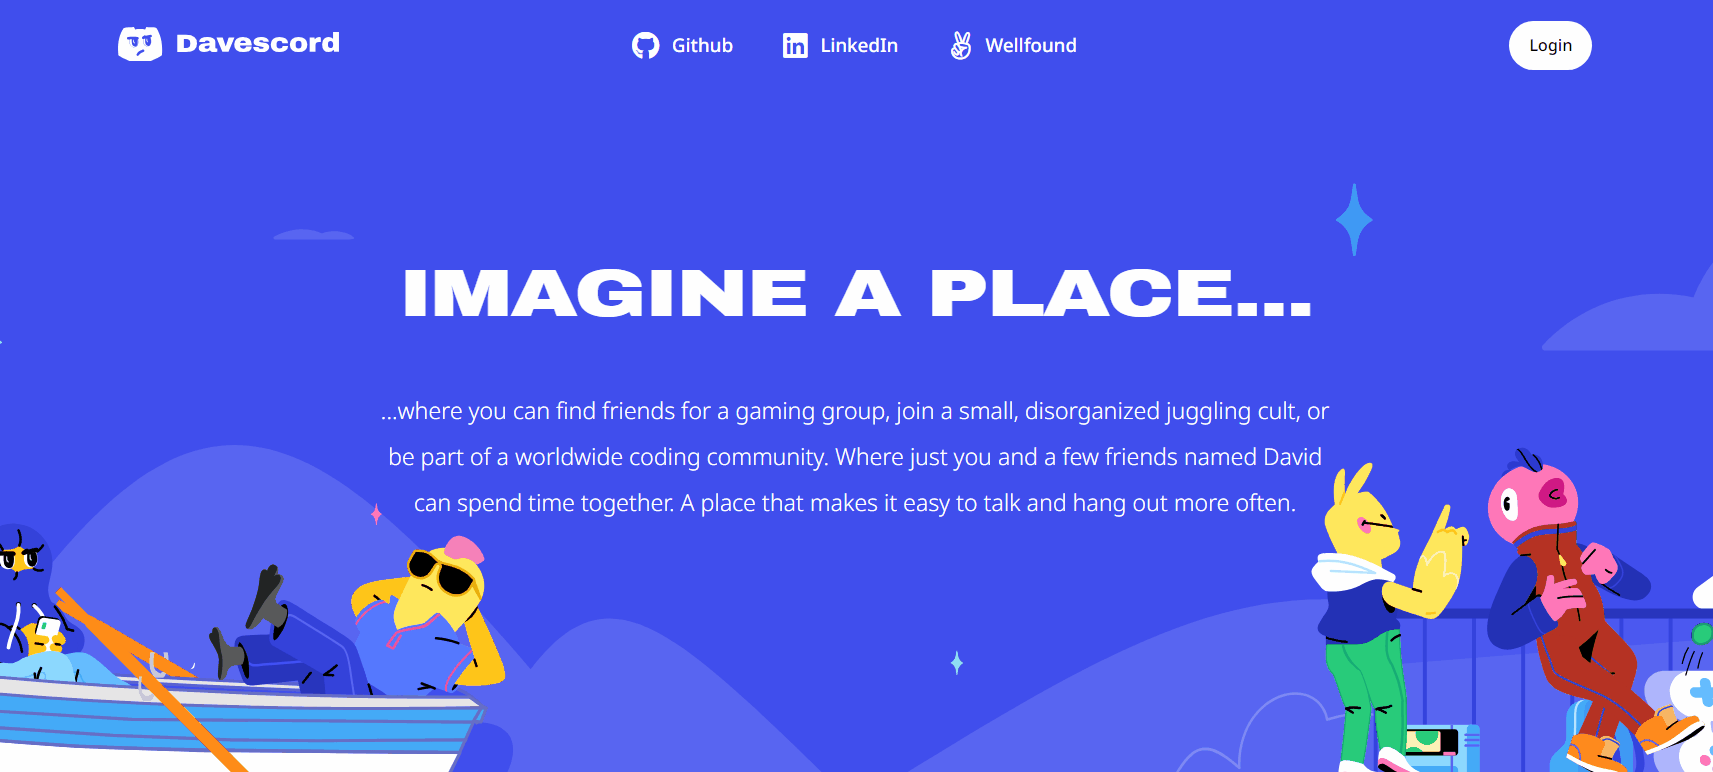 Davescord
Github
LinkedIn
Wellfound
Login
IMAGINE A PLACE...
...where you can find friends for a gaming group, join a small, disorganized juggling cult, or
be part of a worldwide coding community. Where just you and a few friends named David
can spend time together. A place that makes it easy to talk and hang out more often.